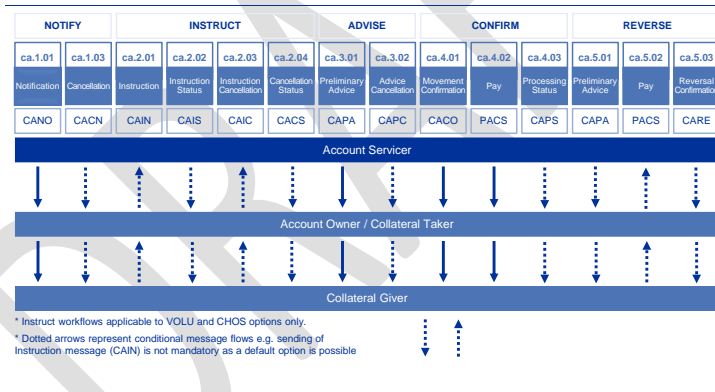 NOTIFY INSTRUCT ADVISE CONFIRM REVERSE
ca.1.01 ca.1.03 ca.2.01 ca.2.02 ca.2.03 ca.2.04 ca.3.01 ca.3.02 ca.4.01 ca.4.02 ca.4.03 ca.5.01 ca.5.02 ca.5.03
Notification Cancellation Instruction Instruction Status Instruction Cancellation Cancellation Status Preliminary Advice Advice Cancellation Movement Confirmation Pay Processing Status Preliminary Advice Pay Reversal Confirmation
CANO CACN CAIN CAIS CAIC CACS CAPA CAPC CACO PACS CAPS CAPA PACS CARE
Account Servicer
Account Owner / Collateral Taker
Collateral Giver
* Instruct workflows applicable to VOLU and CHOS options only.
* Dotted arrows represent conditional message flows e.g. sending of
Instruction message (CAIN) is not mandatory as a default option is possible